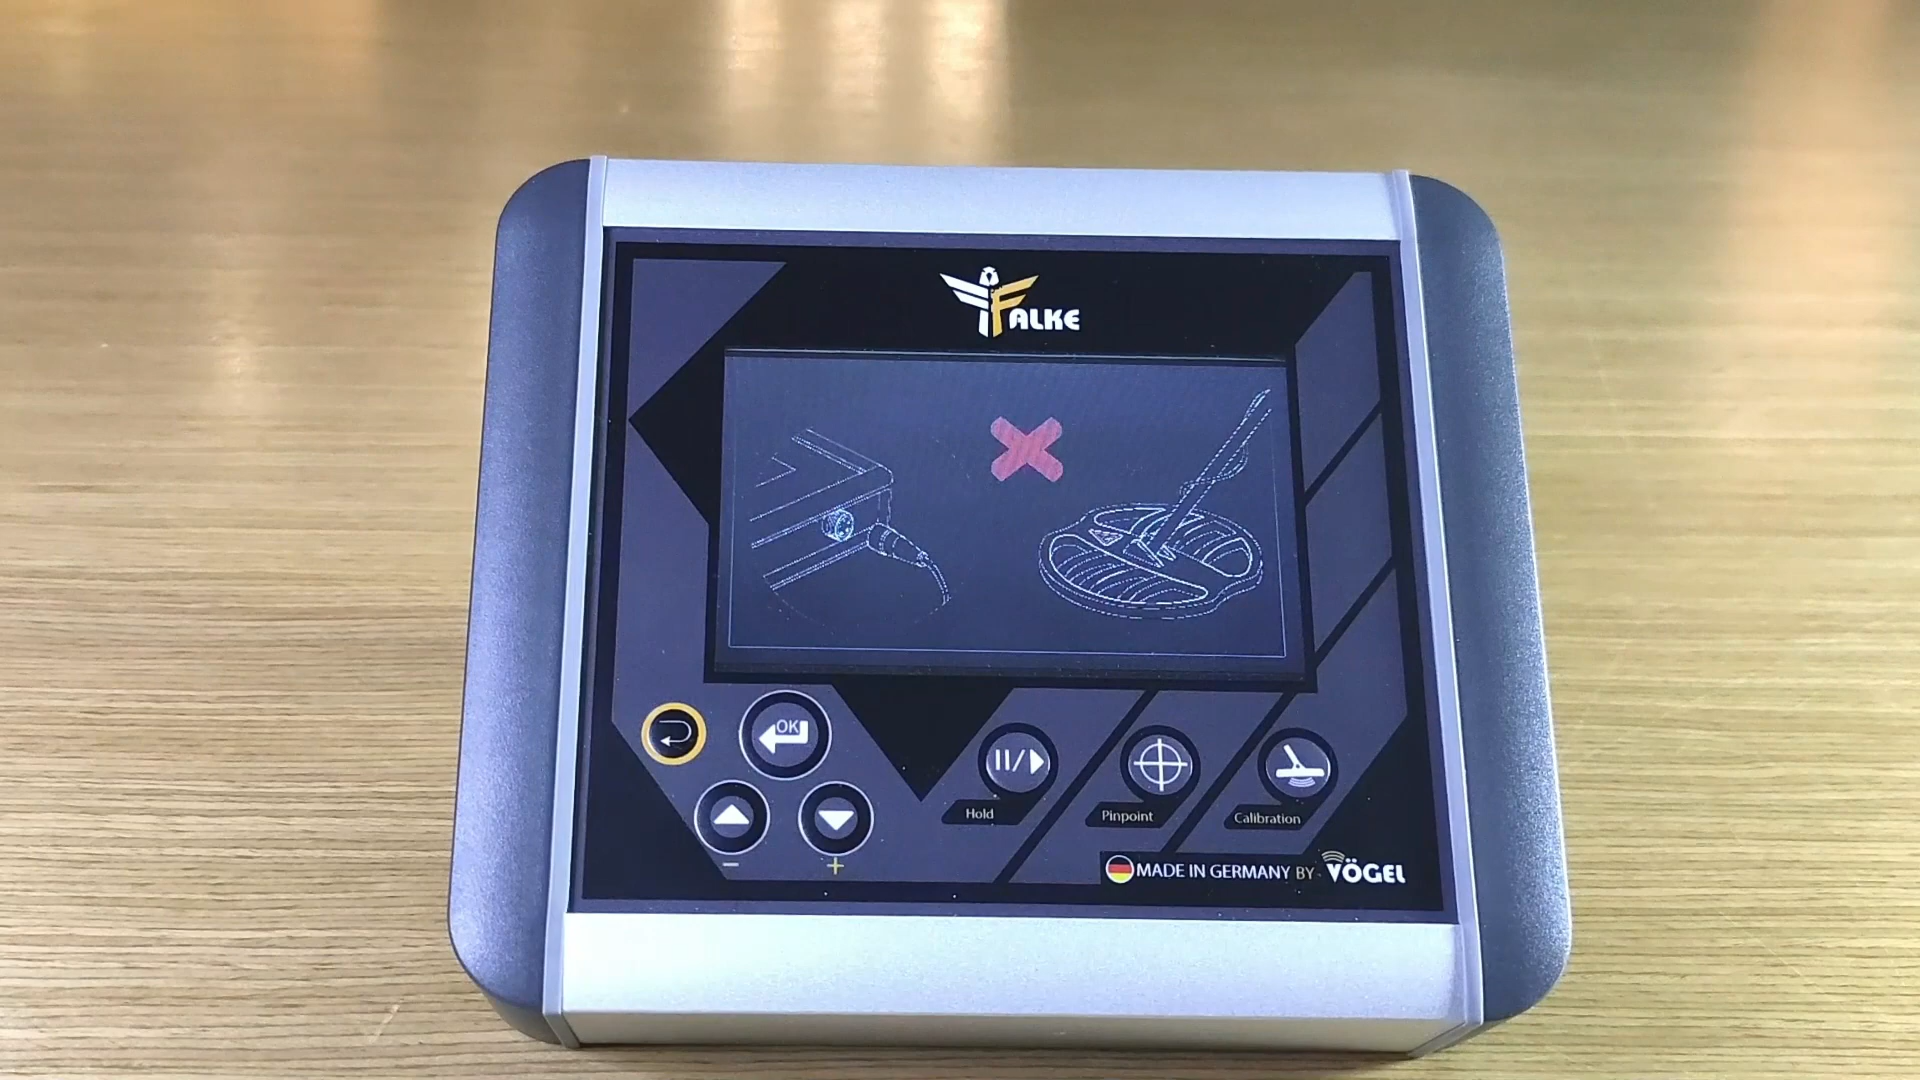 FALKE
OK
Hold
Pinpoint
Calibration
− +
MADE IN GERMANY BY VÖGEL